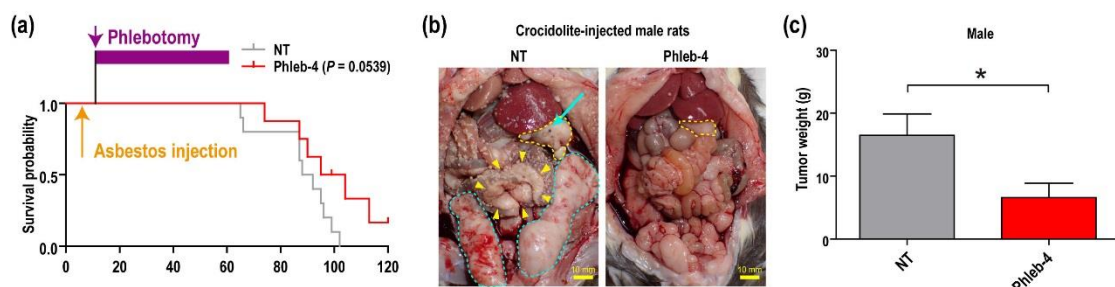 (a)
Phlebotomy
NT
Phleb-4 (P = 0.0539)
Survival probability
1.0
0.5
0.0
Asbestos injection
0
20
40
60
80
100
120
(b)
Crocidolite-injected male rats
NT
Phleb-4
10 mm
10 mm
(c)
Male
Tumor weight (g)
30
20
10
0
*
NT
Phleb-4